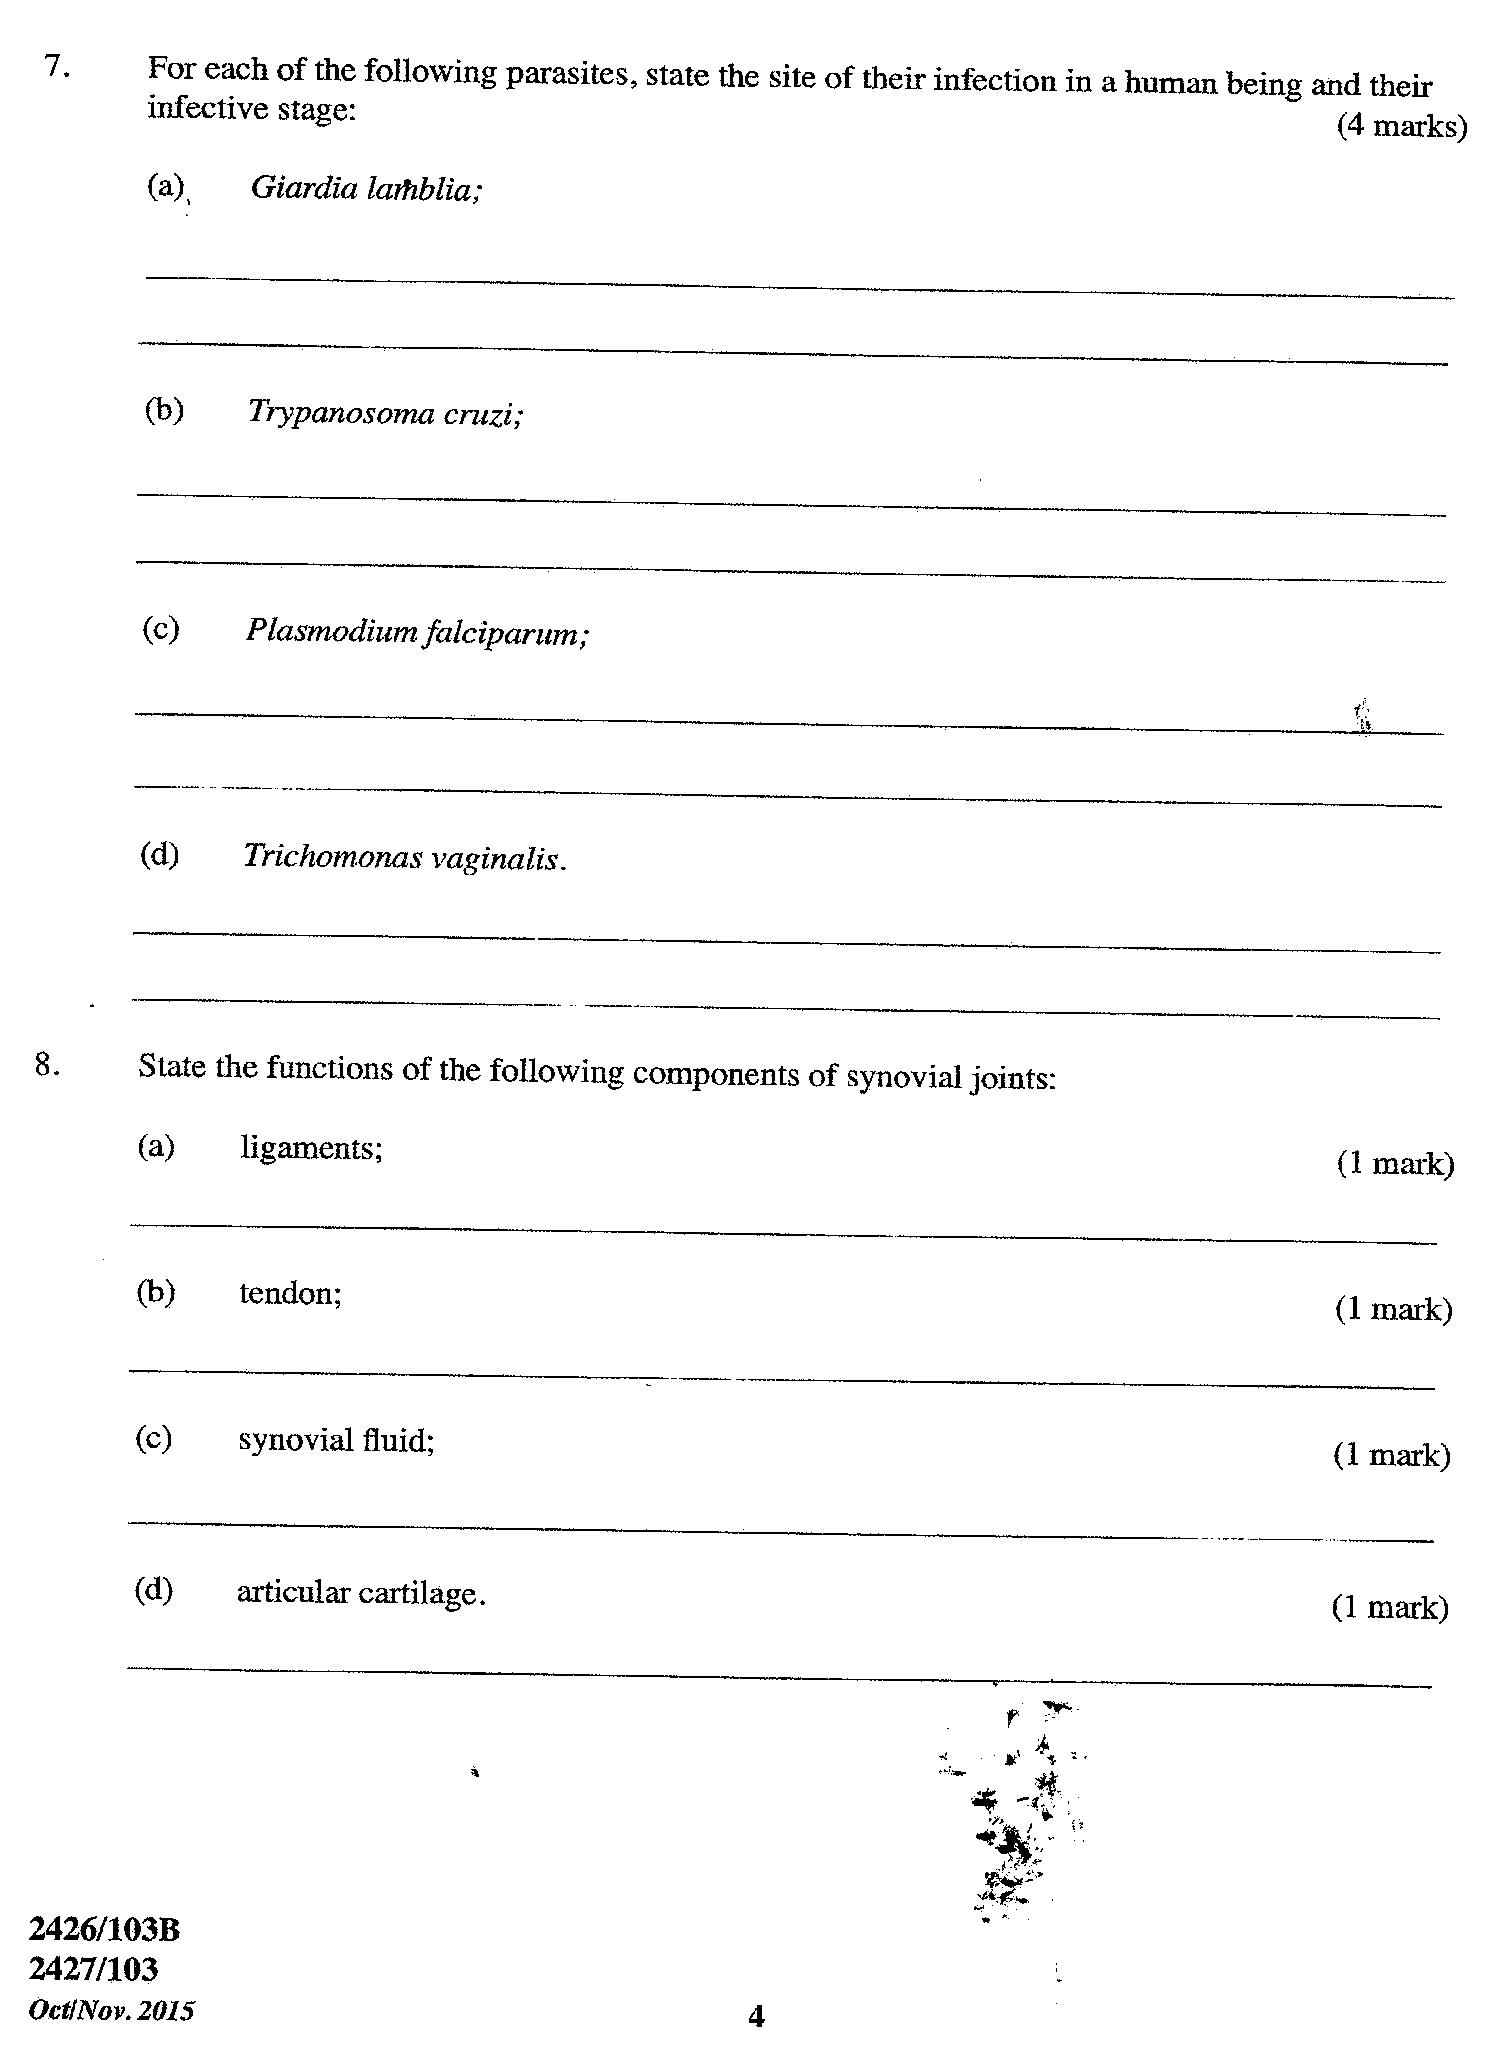 7. For each of the following parasites, state the site of their infection in a human being and their
infective stage: (4 marks)
(a) Giardia lamblia;
(b) Trypanosoma cruzi;
(c) Plasmodium falciparum;
(d) Trichomonas vaginalis.
8. State the functions of the following components of synovial joints:
(a) ligaments; (1 mark)
(b) tendon; (1 mark)
(c) synovial fluid; (1 mark)
(d) articular cartilage. (1 mark)
2426/103B
2427/103
Oct/Nov. 2015
4